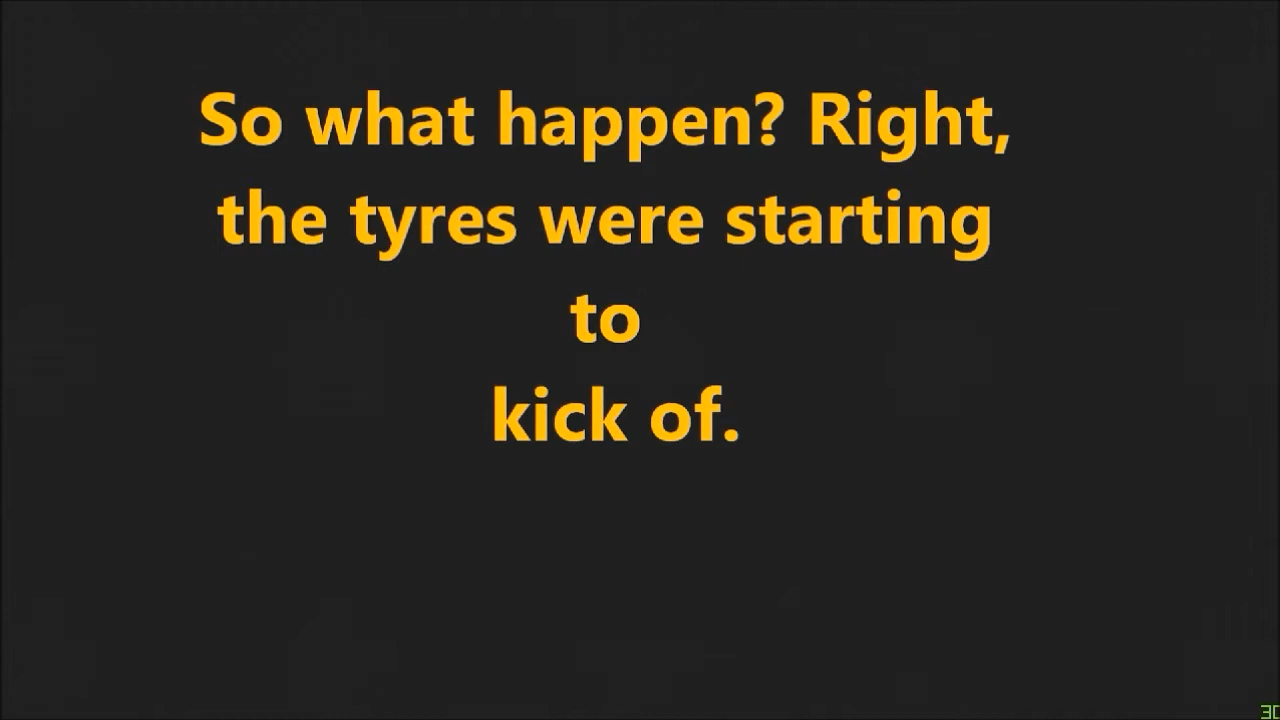 So what happen? Right,
the tyres were starting
to
kick of.